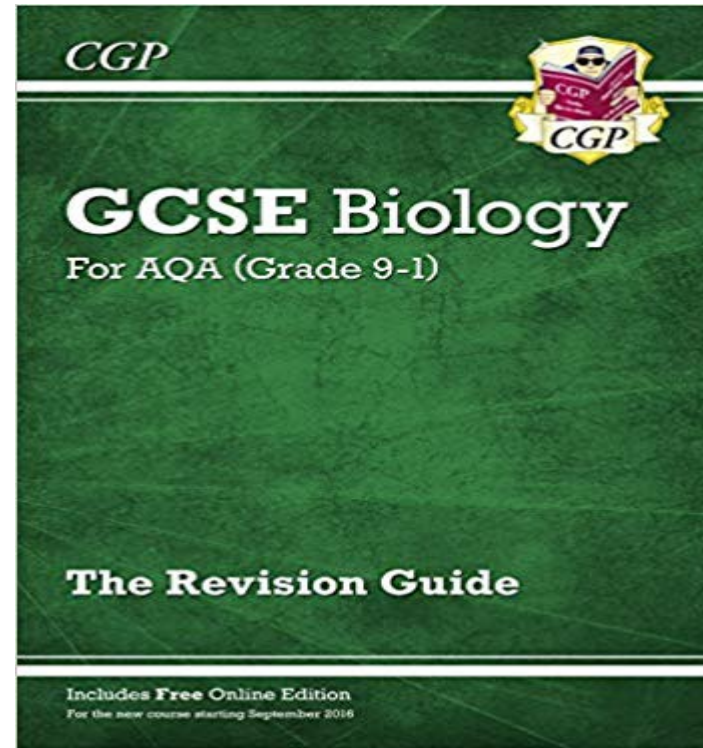 CGP
CGP
CGP
GCSE Biology
For AQA (Grade 9-1)
The Revision Guide
Includes Free Online Edition
For the new course starting September 2016